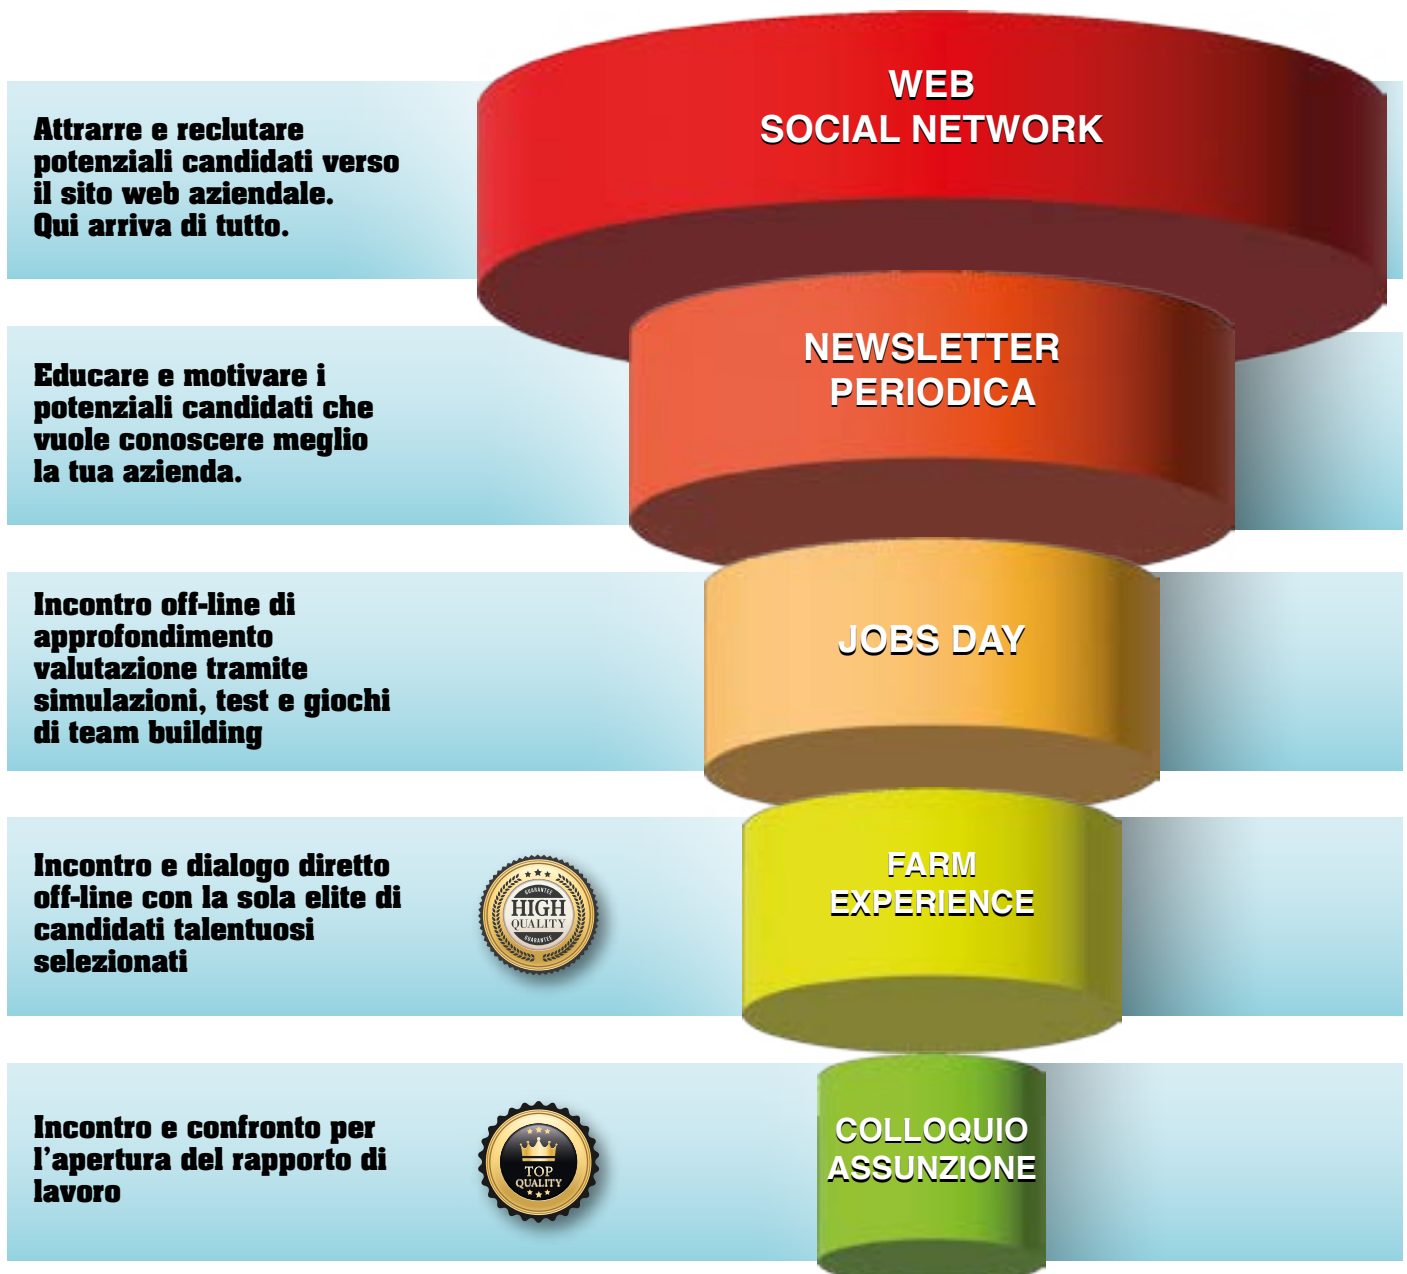 WEB
SOCIAL NETWORK
Attrarre e reclutare
potenziali candidati verso
il sito web aziendale.
Qui arriva di tutto.
NEWSLETTER
PERIODICA
Educare e motivare i
potenziali candidati che
vuole conoscere meglio
la tua azienda.
JOBS DAY
Incontro off-line di
approfondimento
valutazione tramite
simulazioni, test e giochi
di team building
FARM
EXPERIENCE
Incontro e dialogo diretto
off-line con la sola elite di
candidati talentuosi
selezionati
GUARANTEE
HIGH
QUALITY
GUARANTEE
COLLOQUIO
ASSUNZIONE
Incontro e confronto per
l'apertura del rapporto di
lavoro
TOP
QUALITY